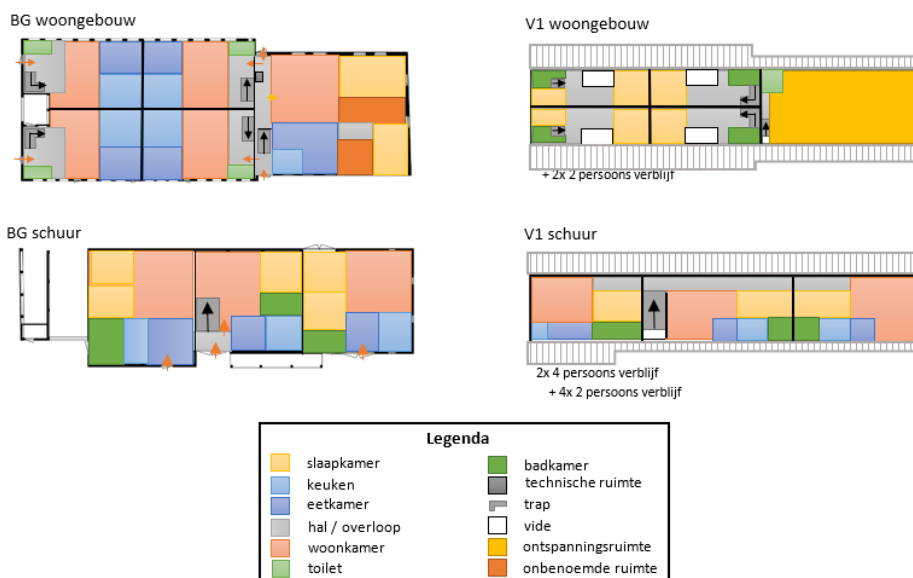 BG woongebouw
V1 woongebouw
+ 2x 2 persoons verblijf
BG schuur
V1 schuur
2x 4 persoons verblijf
+ 4x 2 persoons verblijf
Legenda
slaapkamer
keuken
eetkamer
hal / overloop
woonkamer
toilet
badkamer
technische ruimte
trap
vide
ontspanningsruimte
onbenoemde ruimte